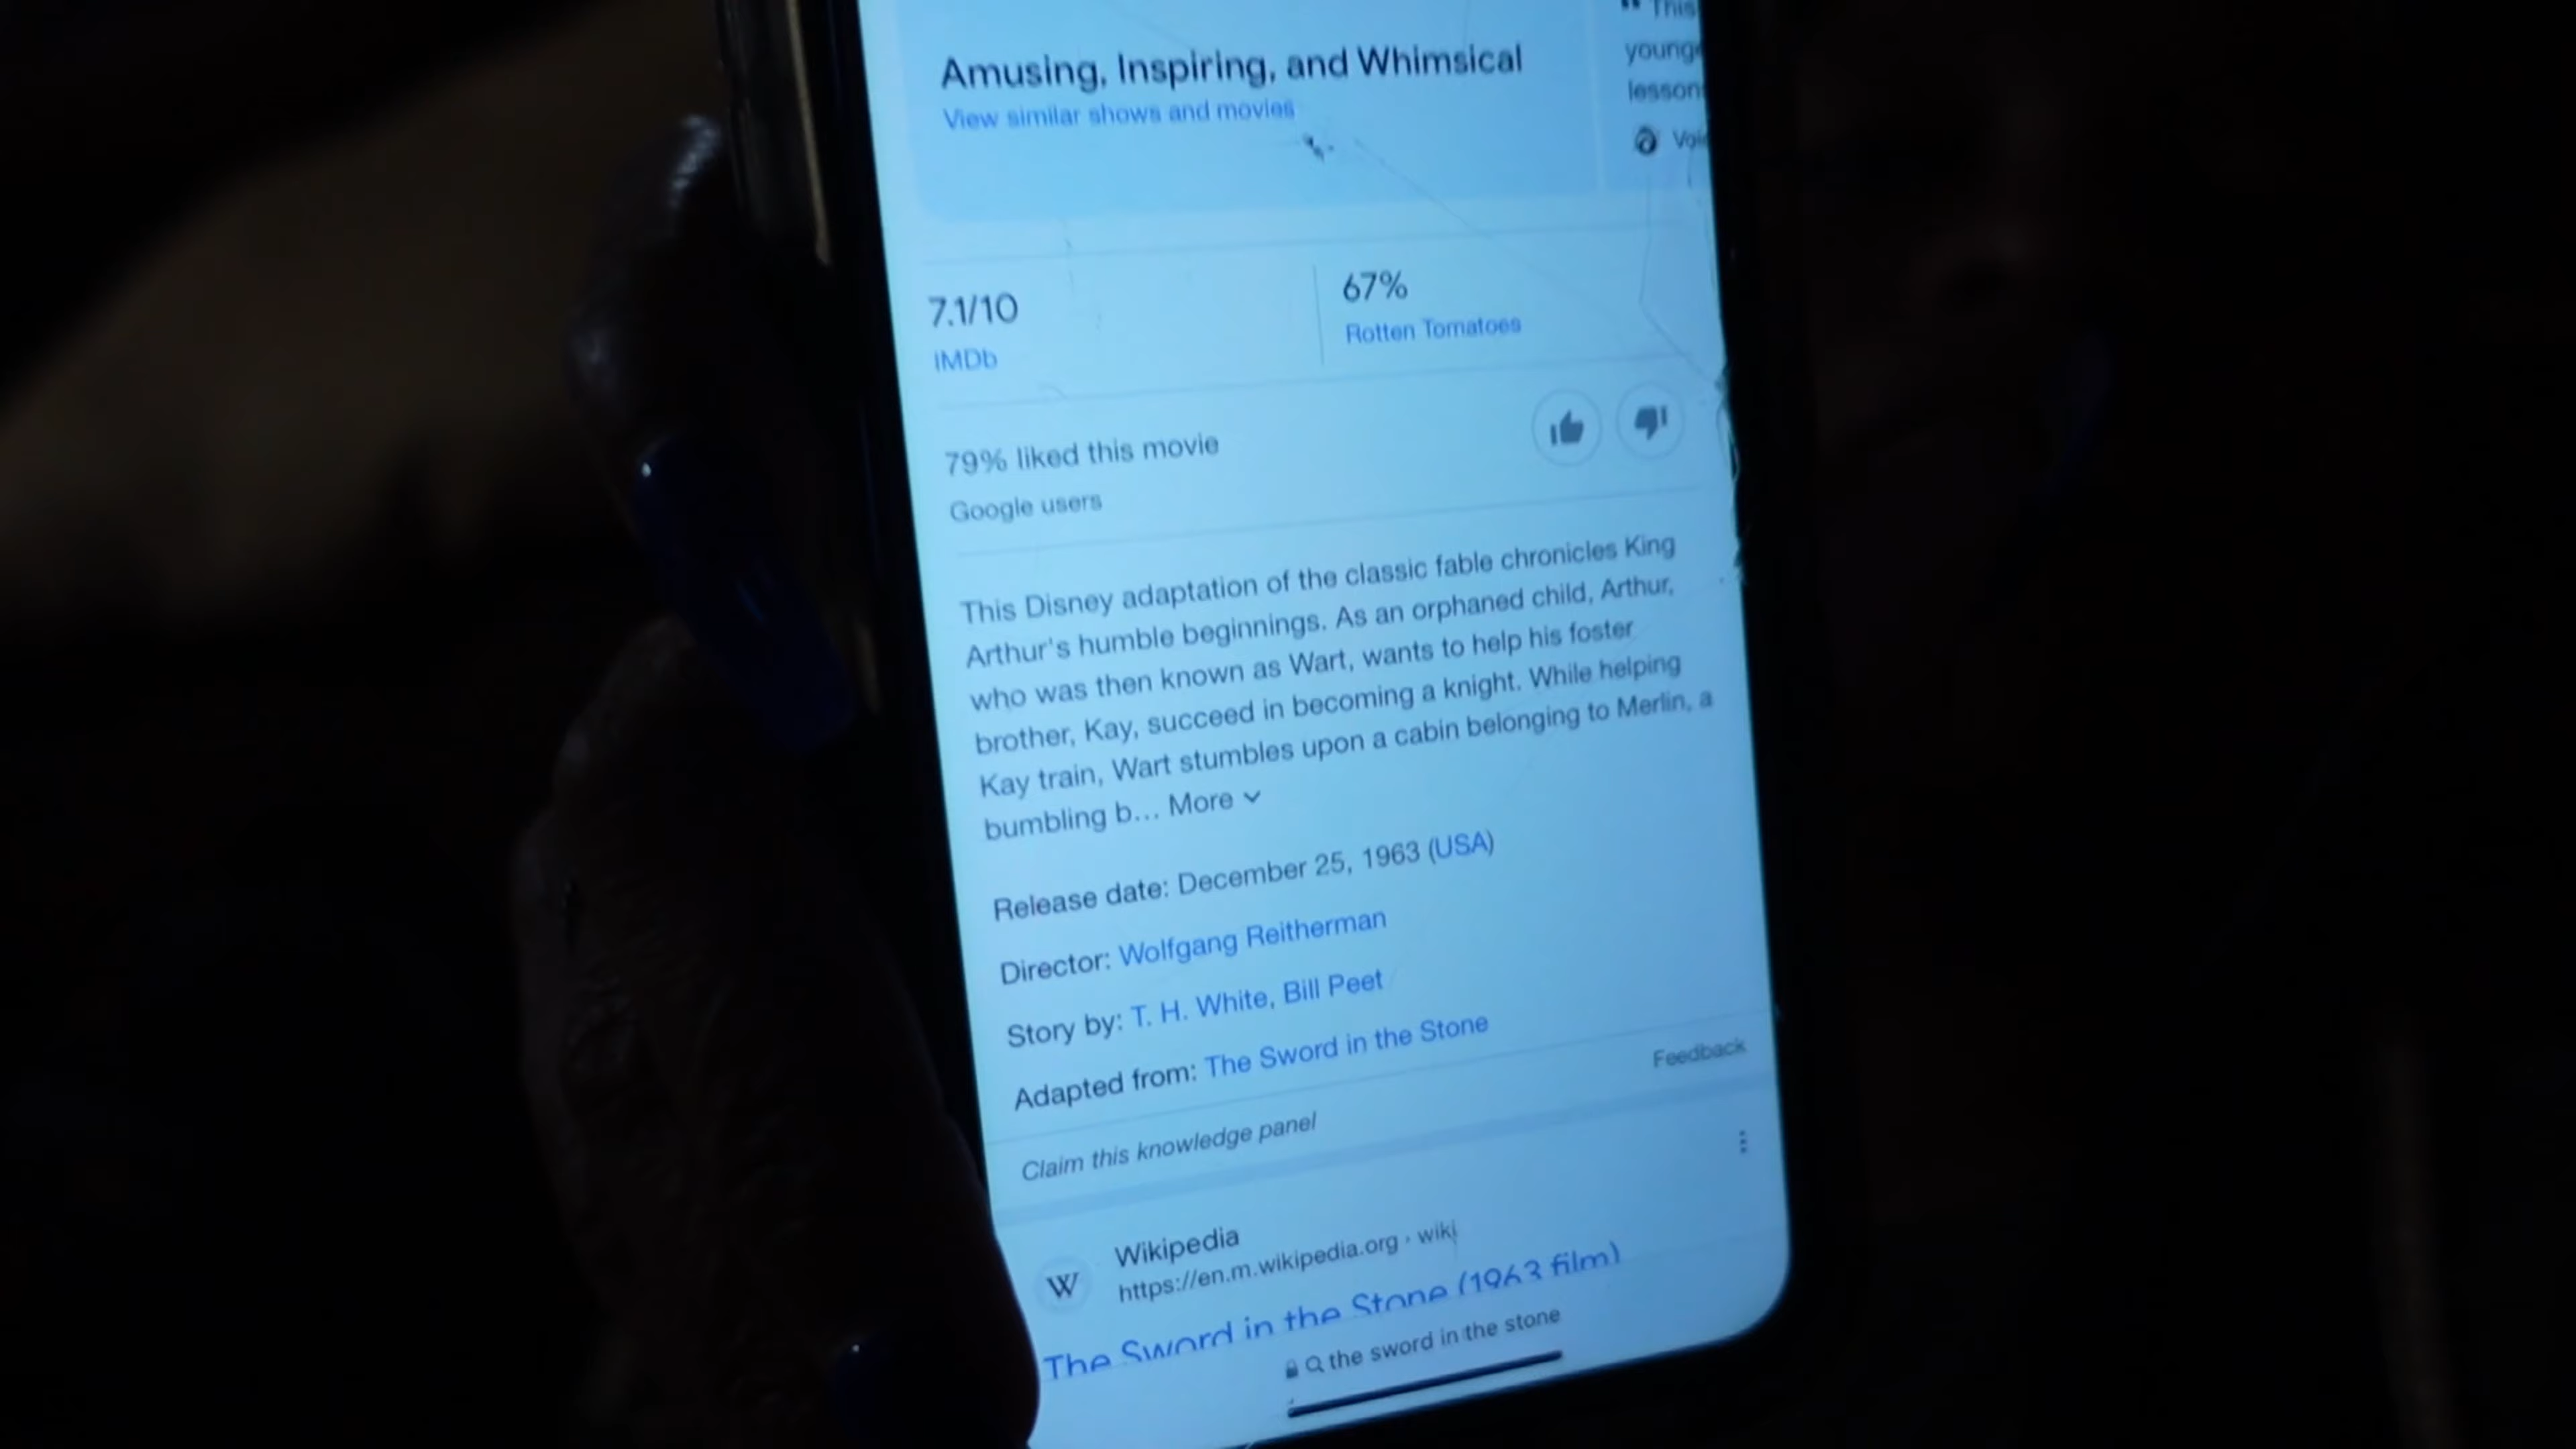 Amusing, Inspiring, and Whimsical
View similar shows and movies
This
lesson
7.1/10
IMDb
67%
Rotten Tomatoes
79% liked this movie
Google users
This Disney adaptation of the classic fable chronicles King
Arthur's humble beginnings. As an orphaned child, Arthur,
who was then known as Wart, wants to help his foster
brother, Kay, succeed in becoming a knight. While helping
Kay train, Wart stumbles upon a cabin belonging to Merlin, a
bumbling b... More
Release date: December 25, 1963 (USA)
Director: Wolfgang Reitherman
Story by: T. H. White, Bill Peet
Adapted from: The Sword in the Stone
Feedback
Claim this knowledge panel
W
Wikipedia
https://en.m.wikipedia.org › wiki
The Sword in the Stone (1963 film)
the sword in the stone